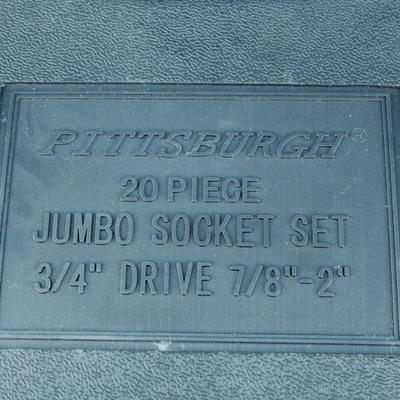 PITTSBURGH®
20 PIECE
JUMBO SOCKET SET
3/4" DRIVE 7/8"-2"